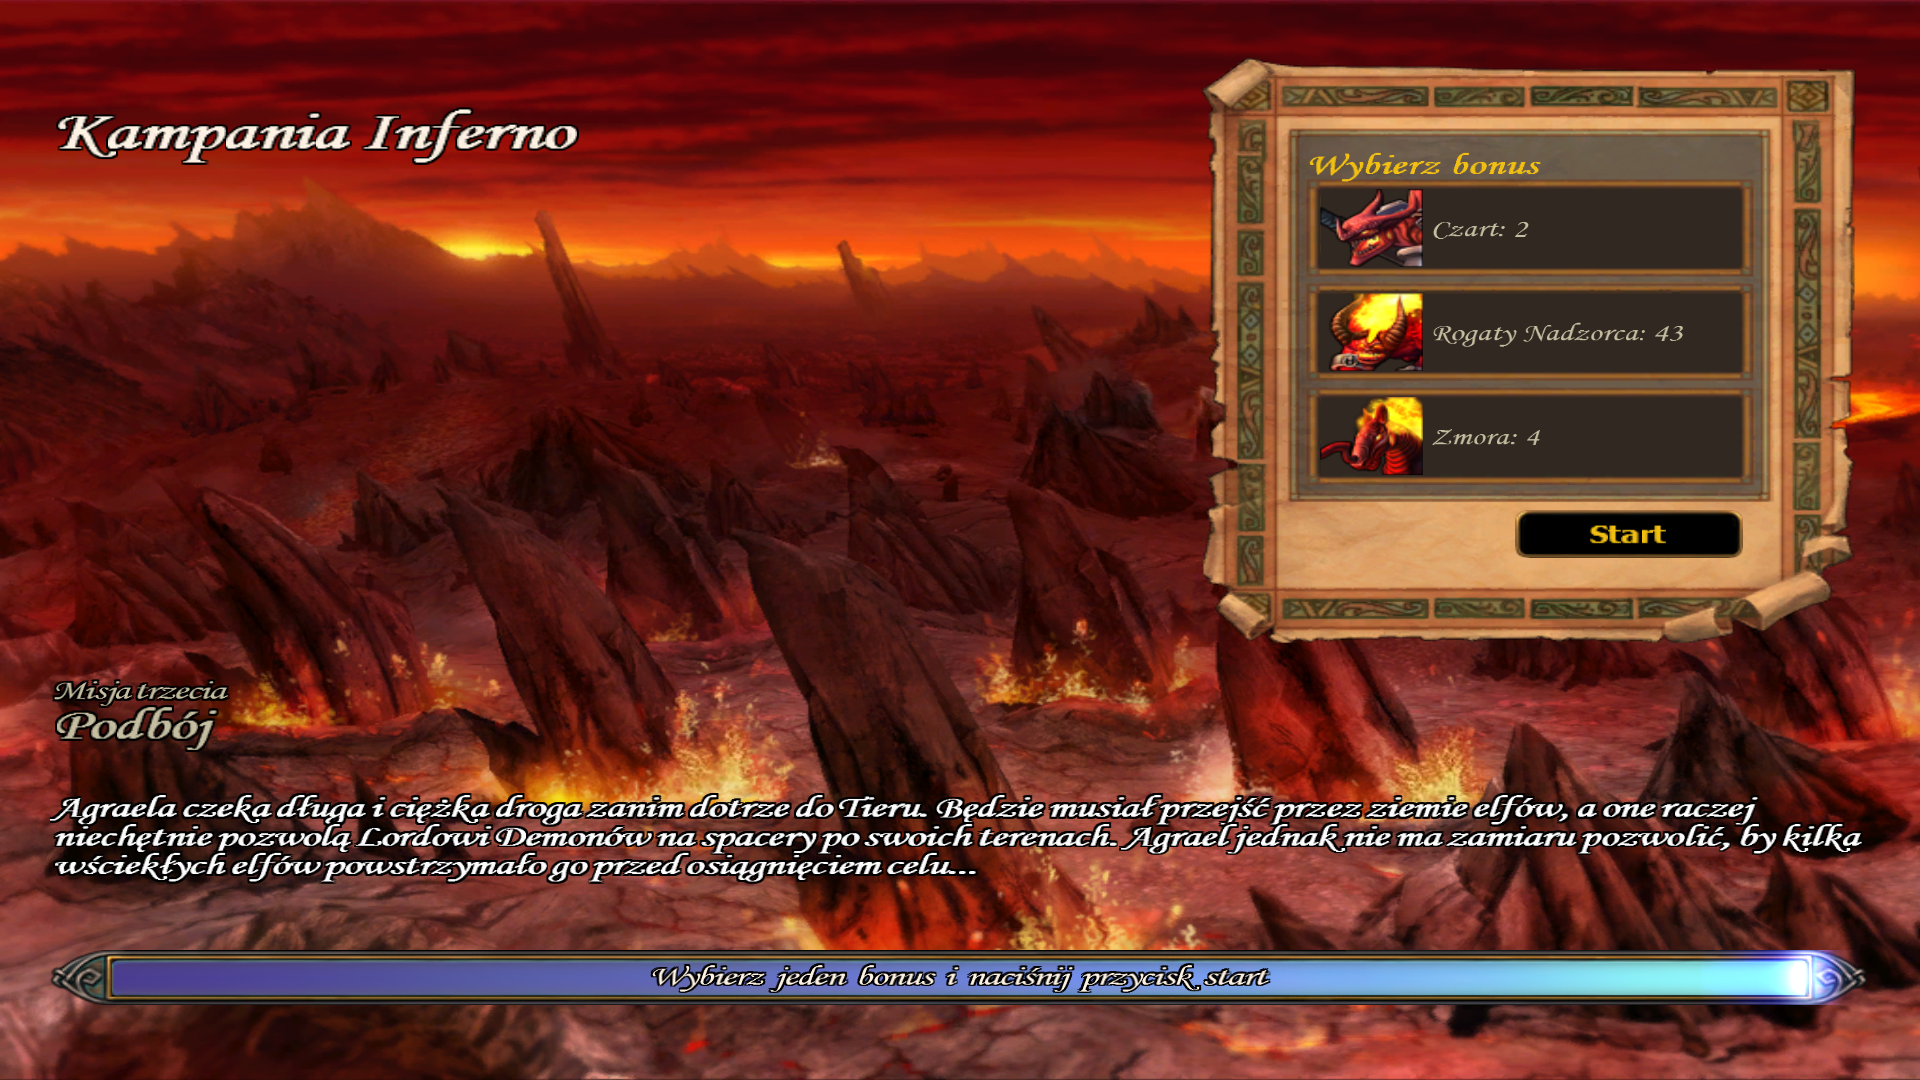 Kampania Inferno
Wybierz bonus
Czart: 2
Rogaty Nadzorca: 43
Zmora: 4
Start
Misja trzecia
Podbój
Agraela czeka długa i ciężka droga zanim dotrze do Tieru. Będzie musiał przejść przez ziemie elfów, a one raczej
niechętnie pozwolą Lordowi Demonów na spacery po swoich terenach. Agrael jednak nie ma zamiaru pozwolić, by kilka
wściekłych elfów powstrzymało go przed osiągnięciem celu...
Wybierz jeden bonus i naciśnij przycisk start